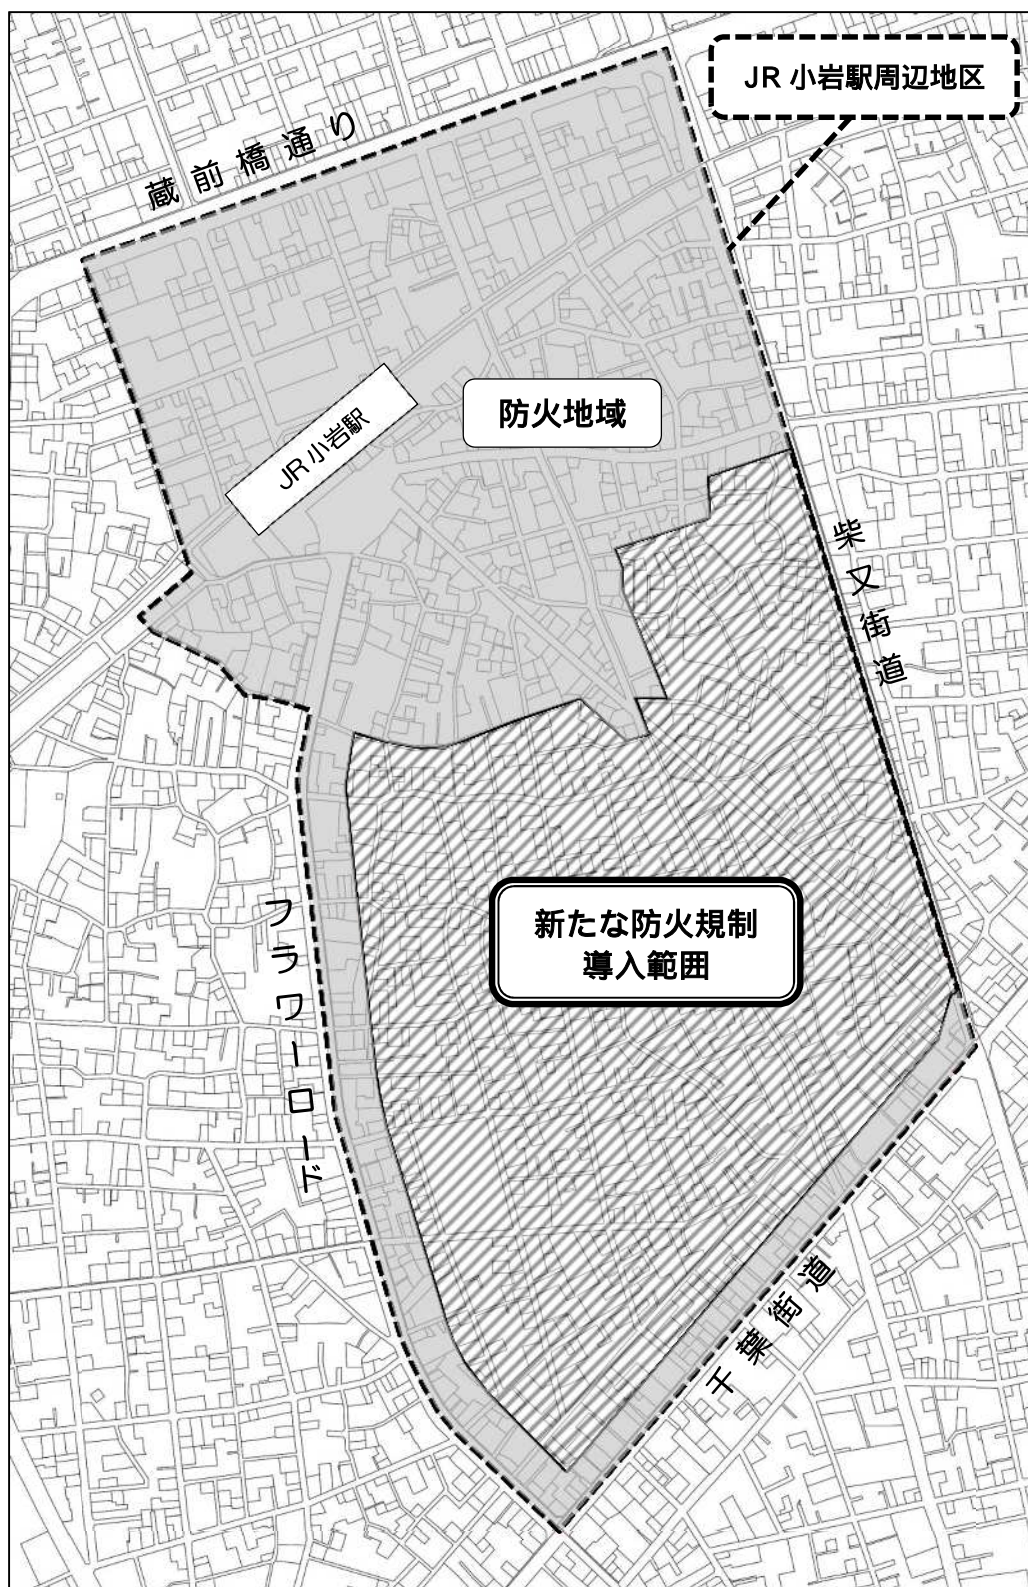 JR 小岩駅周辺地区
蔵前橋通り
防火地域
JR 小岩駅
柴又街道
新たな防火規制
導入範囲
フラワーロード
千葉街道